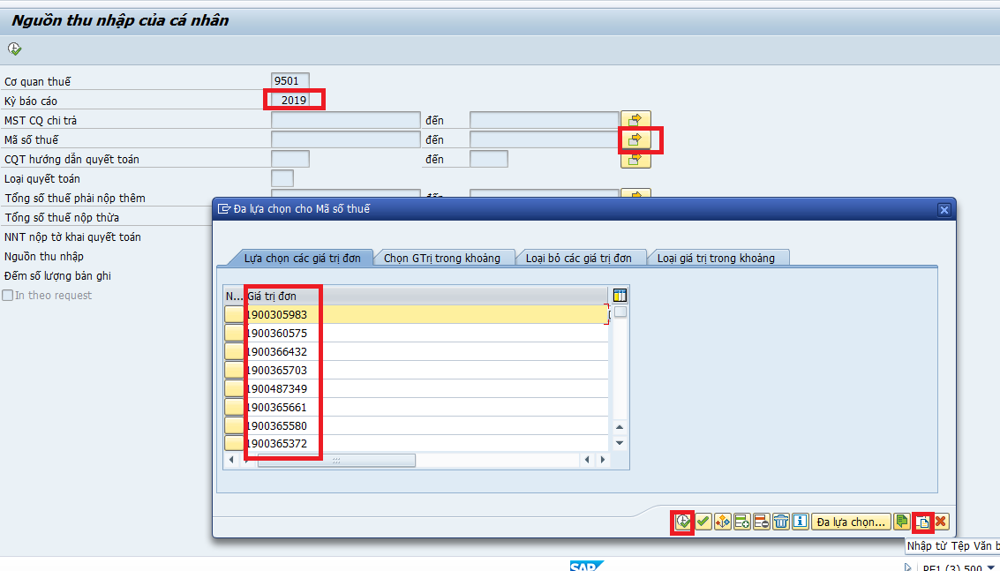 Nguồn thu nhập của cá nhân
Cơ quan thuế 9501
Kỳ báo cáo 2019
MST CQ chi trả đến
Mã số thuế đến
CQT hướng dẫn quyết toán đến
Loại quyết toán
Tổng số thuế phải nộp thêm đến
Tổng số thuế nộp thừa
NNT nộp tờ khai quyết toán
Nguồn thu nhập
Đếm số lượng bản ghi
In theo request
Đa lựa chọn cho Mã số thuế
Lựa chọn các giá trị đơn Chọn GTrị trong khoảng Loại bỏ các giá trị đơn Loại giá trị trong khoảng
N... Giá trị đơn
1900305983
1900360575
1900366432
1900365703
1900487349
1900365661
1900365580
1900365372
Đa lựa chọn...
Nhập từ Tệp Văn b
SAP
PF1 (3) 500